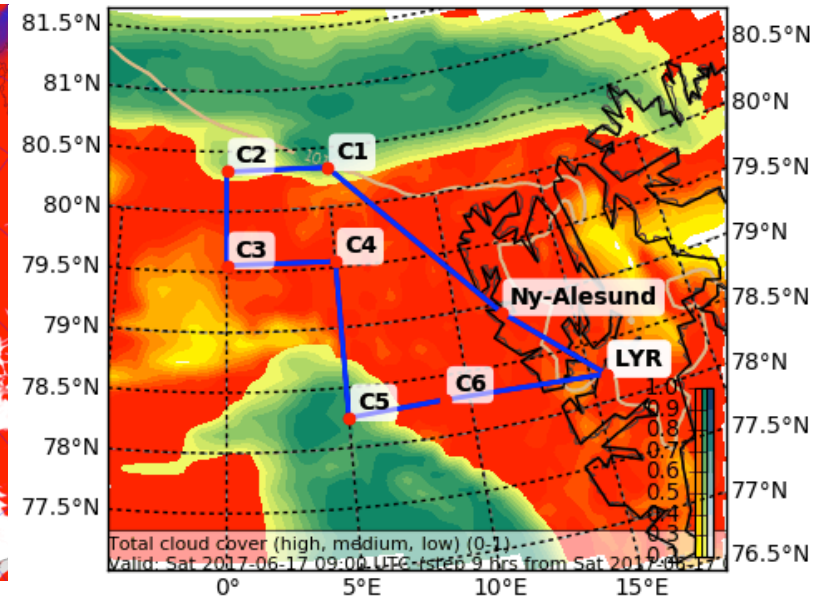 81.5°N
81°N
80.5°N
80°N
79.5°N
79°N
78.5°N
78°N
77.5°N
80.5°N
80°N
79.5°N
79°N
78.5°N
78°N
77.5°N
77°N
76.5°N
C2
C1
C3
C4
Ny-Alesund
LYR
C5
C6
1.0
0.9
0.8
0.7
0.6
0.5
0.4
0.3
Total cloud cover (high, medium, low) (0-1)
Valid: Sat 2017-06-17 09:00 UTC (step 9 hrs from Sat 2017-06-17
0°
5°E
10°E
15°E